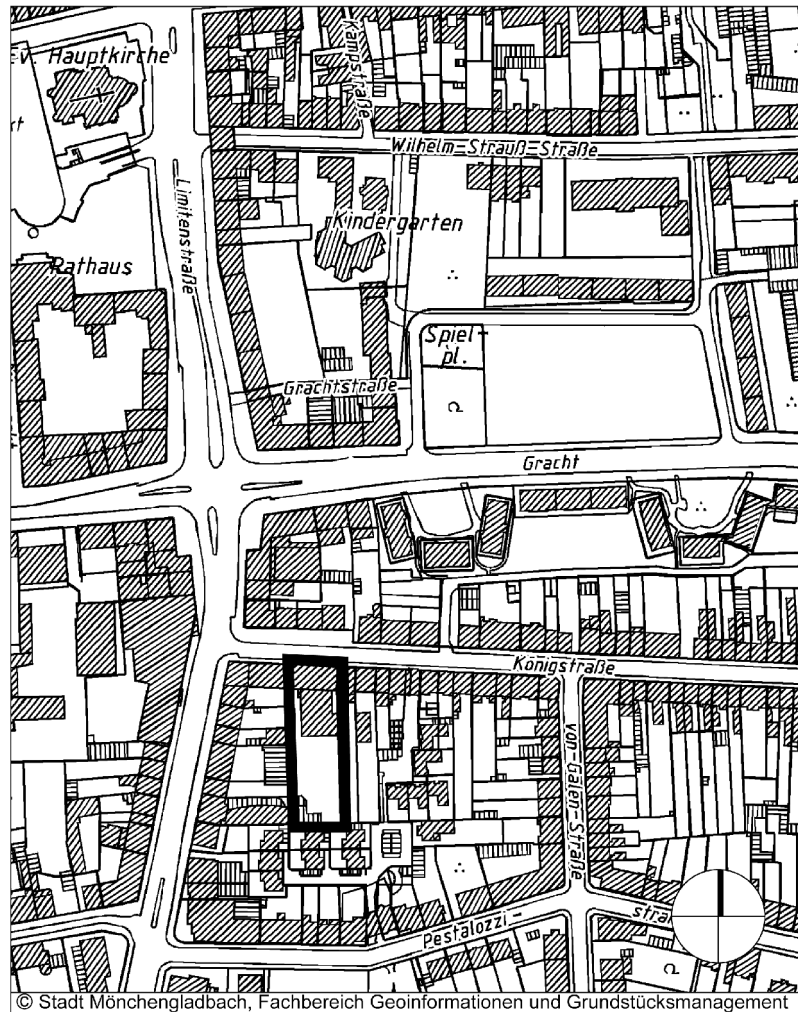 Ev. Hauptkirche
Kampstraße
Wilhelm-Strauß-Straße
Limitenstraße
Kindergarten
Rathaus
Spiel-
pl.
Grachtstraße
Gracht
Königstraße
von-Galen-Straße
Pestalozzi-
© Stadt Mönchengladbach, Fachbereich Geoinformationen und Grundstücksmanagement